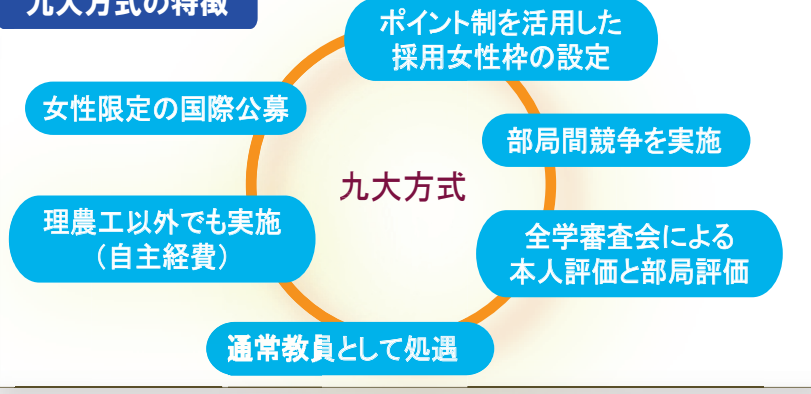 九大方式の特徴
ポイント制を活用した
採用女性枠の設定
女性限定の国際公募
部局間競争を実施
九大方式
理農工以外でも実施
（自主経費）
全学審査会による
本人評価と部局評価
通常教員として処遇